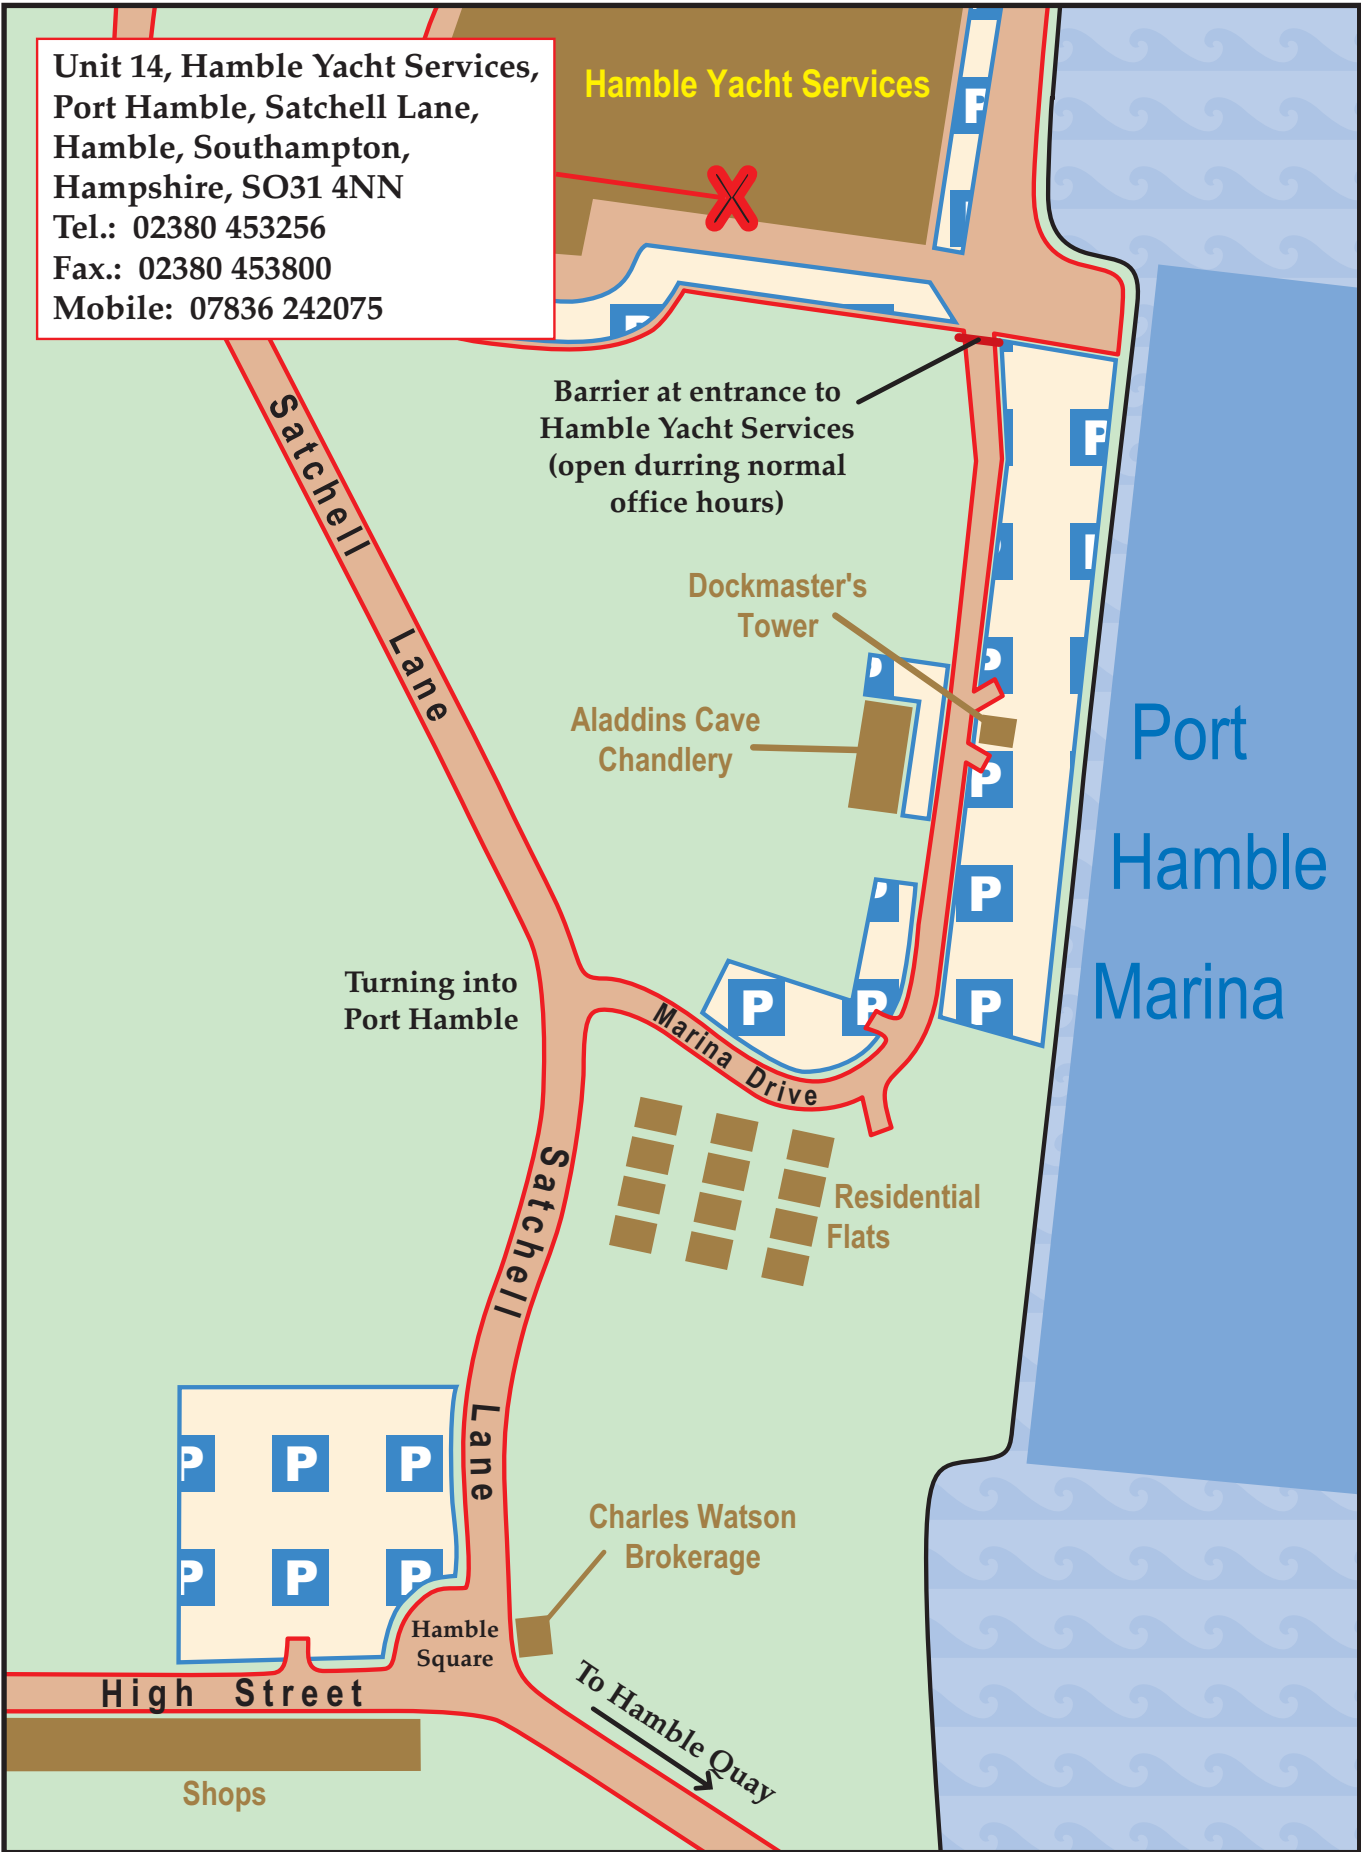 Unit 14, Hamble Yacht Services,
Port Hamble, Satchell Lane,
Hamble, Southampton,
Hampshire, SO31 4NN
Tel.: 02380 453256
Fax.: 02380 453800
Mobile: 07836 242075
Hamble Yacht Services
P
P
Barrier at entrance to
Hamble Yacht Services
(open durring normal
office hours)
P
Satchell
Lane
Dockmaster's
Tower
P
P
Aladdins Cave
Chandlery
P
Port
Hamble
Marina
P
P
Turning into
Port Hamble
P
P
P
Marina Drive
Satchell
Lane
Residential
Flats
P
P
P
P
P
P
Charles Watson
Brokerage
Hamble
Square
High Street
To Hamble Quay
Shops